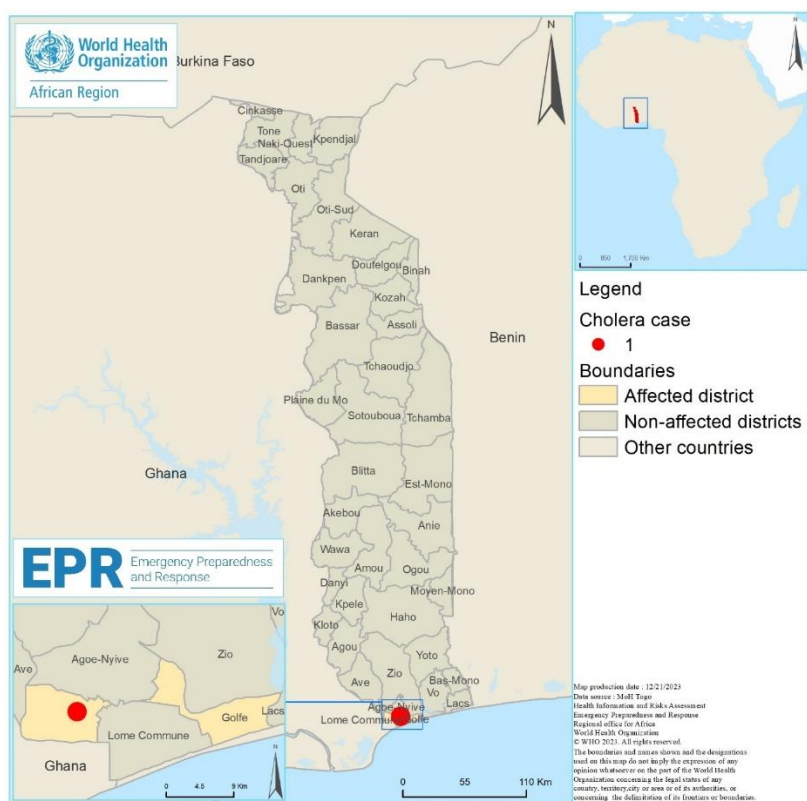 World Health
Organization
African Region
Burkina Faso
N
Cinkasse
Tone
Kpendjal
Naki-Ouest
Tandjoare
Oti
Oti-Sud
Keran
Doufelgou
Binah
Dankpen
Kozah
Bassar
Assoli
Benin
Tchaoudjo
Plaine du Mo
Sotouboua
Tchamba
Ghana
Blitta
Est-Mono
Akebou
Anie
Wawa
Amou
Ogou
Danyi
Moyen-Mono
Kpele
Haho
Kloto
Agou
Yoto
Ave
Zio
Bas-Mono
Vo
Lacs
Agoe-Nyive
Lome Commune
Golfe
0 55 110 Km
EPR
Emergency Preparedness
and Response
Vo
Ave
Agoe-Nyive
Zio
Golfe
Lacs
Lome Commune
Ghana
N
0 4.5 9 Km
N
0 850 1,700 Km
Legend
Cholera case
1
Boundaries
Affected district
Non-affected districts
Other countries
Map production date : 12/21/2023
Data source : MoH Togo
Health Information and Risks Assessment
Emergency Preparedness and Response
Regional office for Africa
World Health Organization
© WHO 2023. All rights reserved.
The boundaries and names shown and the designations
used on this map do not imply the expression of any
opinion whatsoever on the part of the World Health
Organization concerning the legal status of any
country, territory,city or area or of its authorities, or
concerning the delimitation of its frontiers or boundaries.